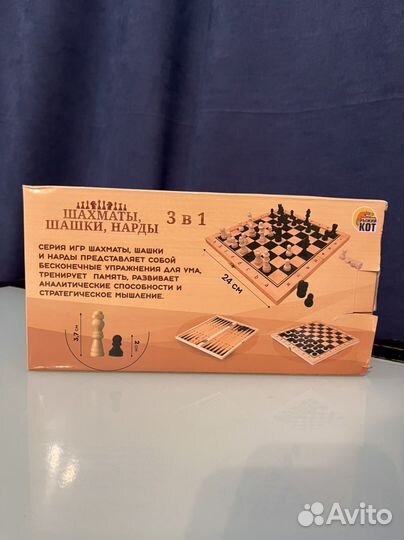 ШАХМАТЫ,
ШАШКИ, НАРДЫ
3 в 1
РЫЖИЙ
КОТ
СЕРИЯ ИГР ШАХМАТЫ, ШАШКИ
И НАРДЫ ПРЕДСТАВЛЯЕТ СОБОЙ
БЕСКОНЕЧНЫЕ УПРАЖНЕНИЯ ДЛЯ УМА,
ТРЕНИРУЕТ ПАМЯТЬ, РАЗВИВАЕТ
АНАЛИТИЧЕСКИЕ СПОСОБНОСТИ И
СТРАТЕГИЧЕСКОЕ МЫШЛЕНИЕ.
24 СМ
3,7 СМ
2 СМ
Avito